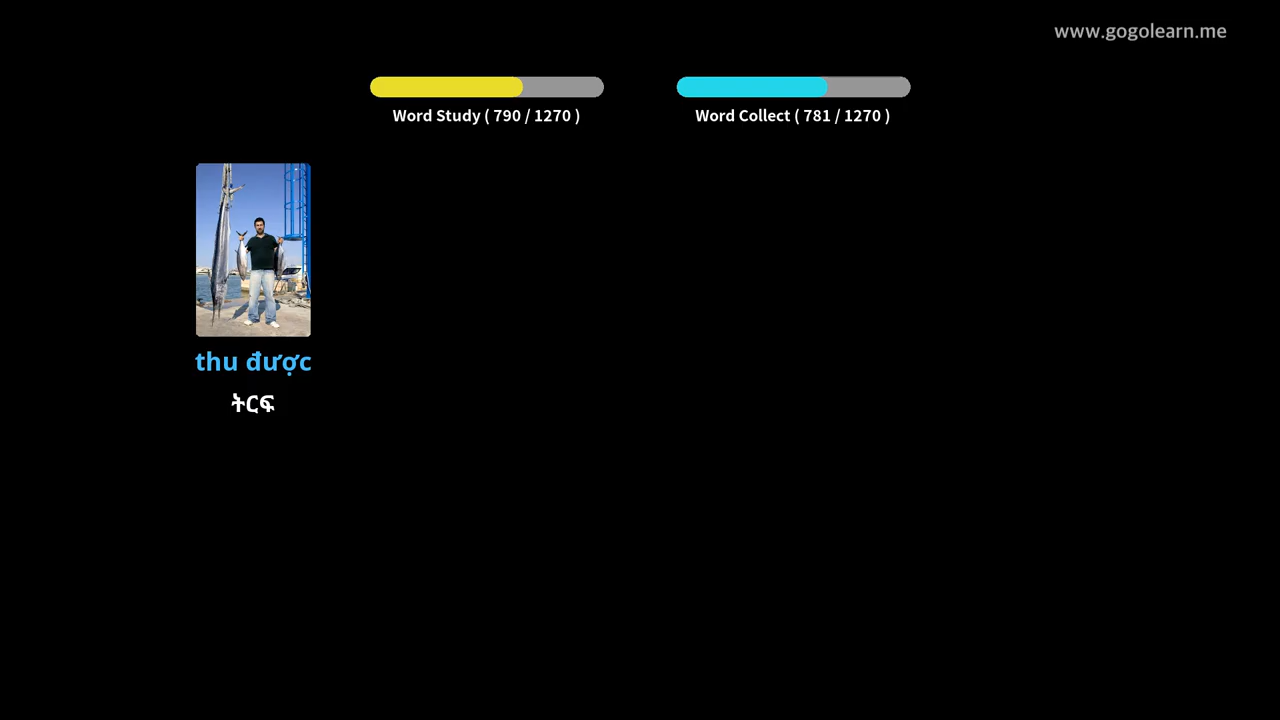 www.gogolearn.me
Word Study ( 790 / 1270 )
Word Collect ( 781 / 1270 )
thu được
ትርፍ